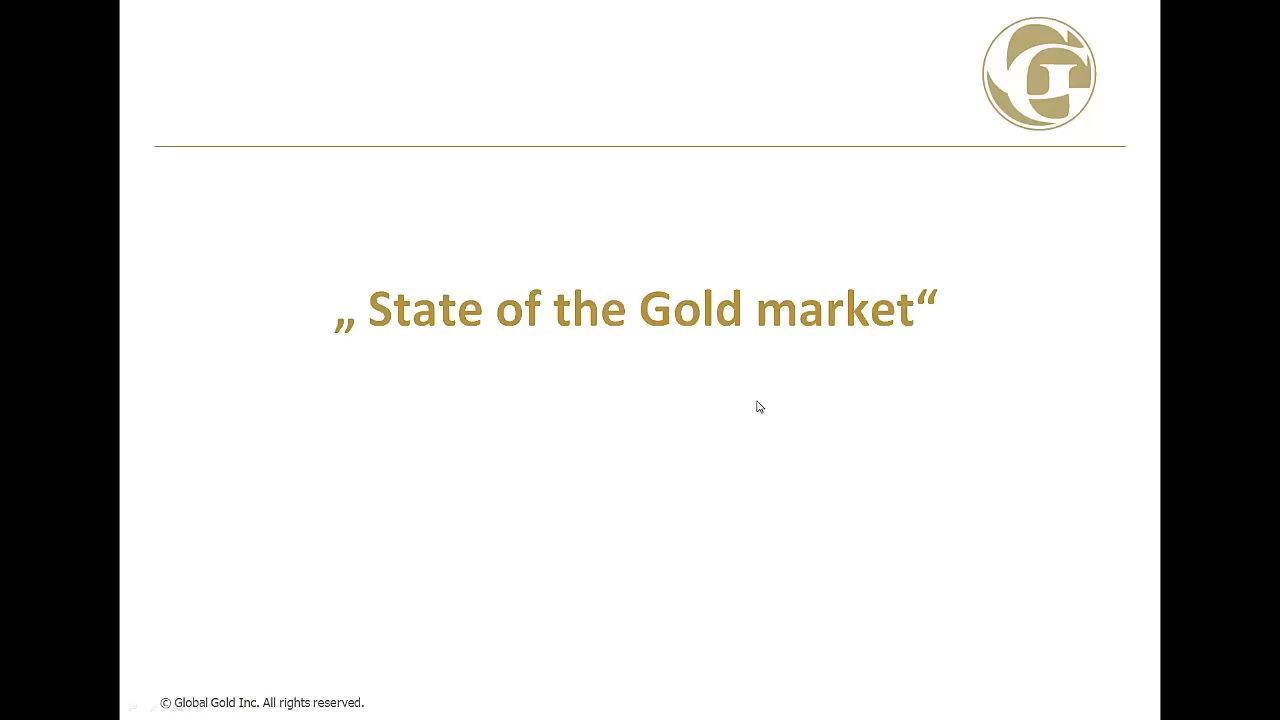 „ State of the Gold market“
© Global Gold Inc. All rights reserved.